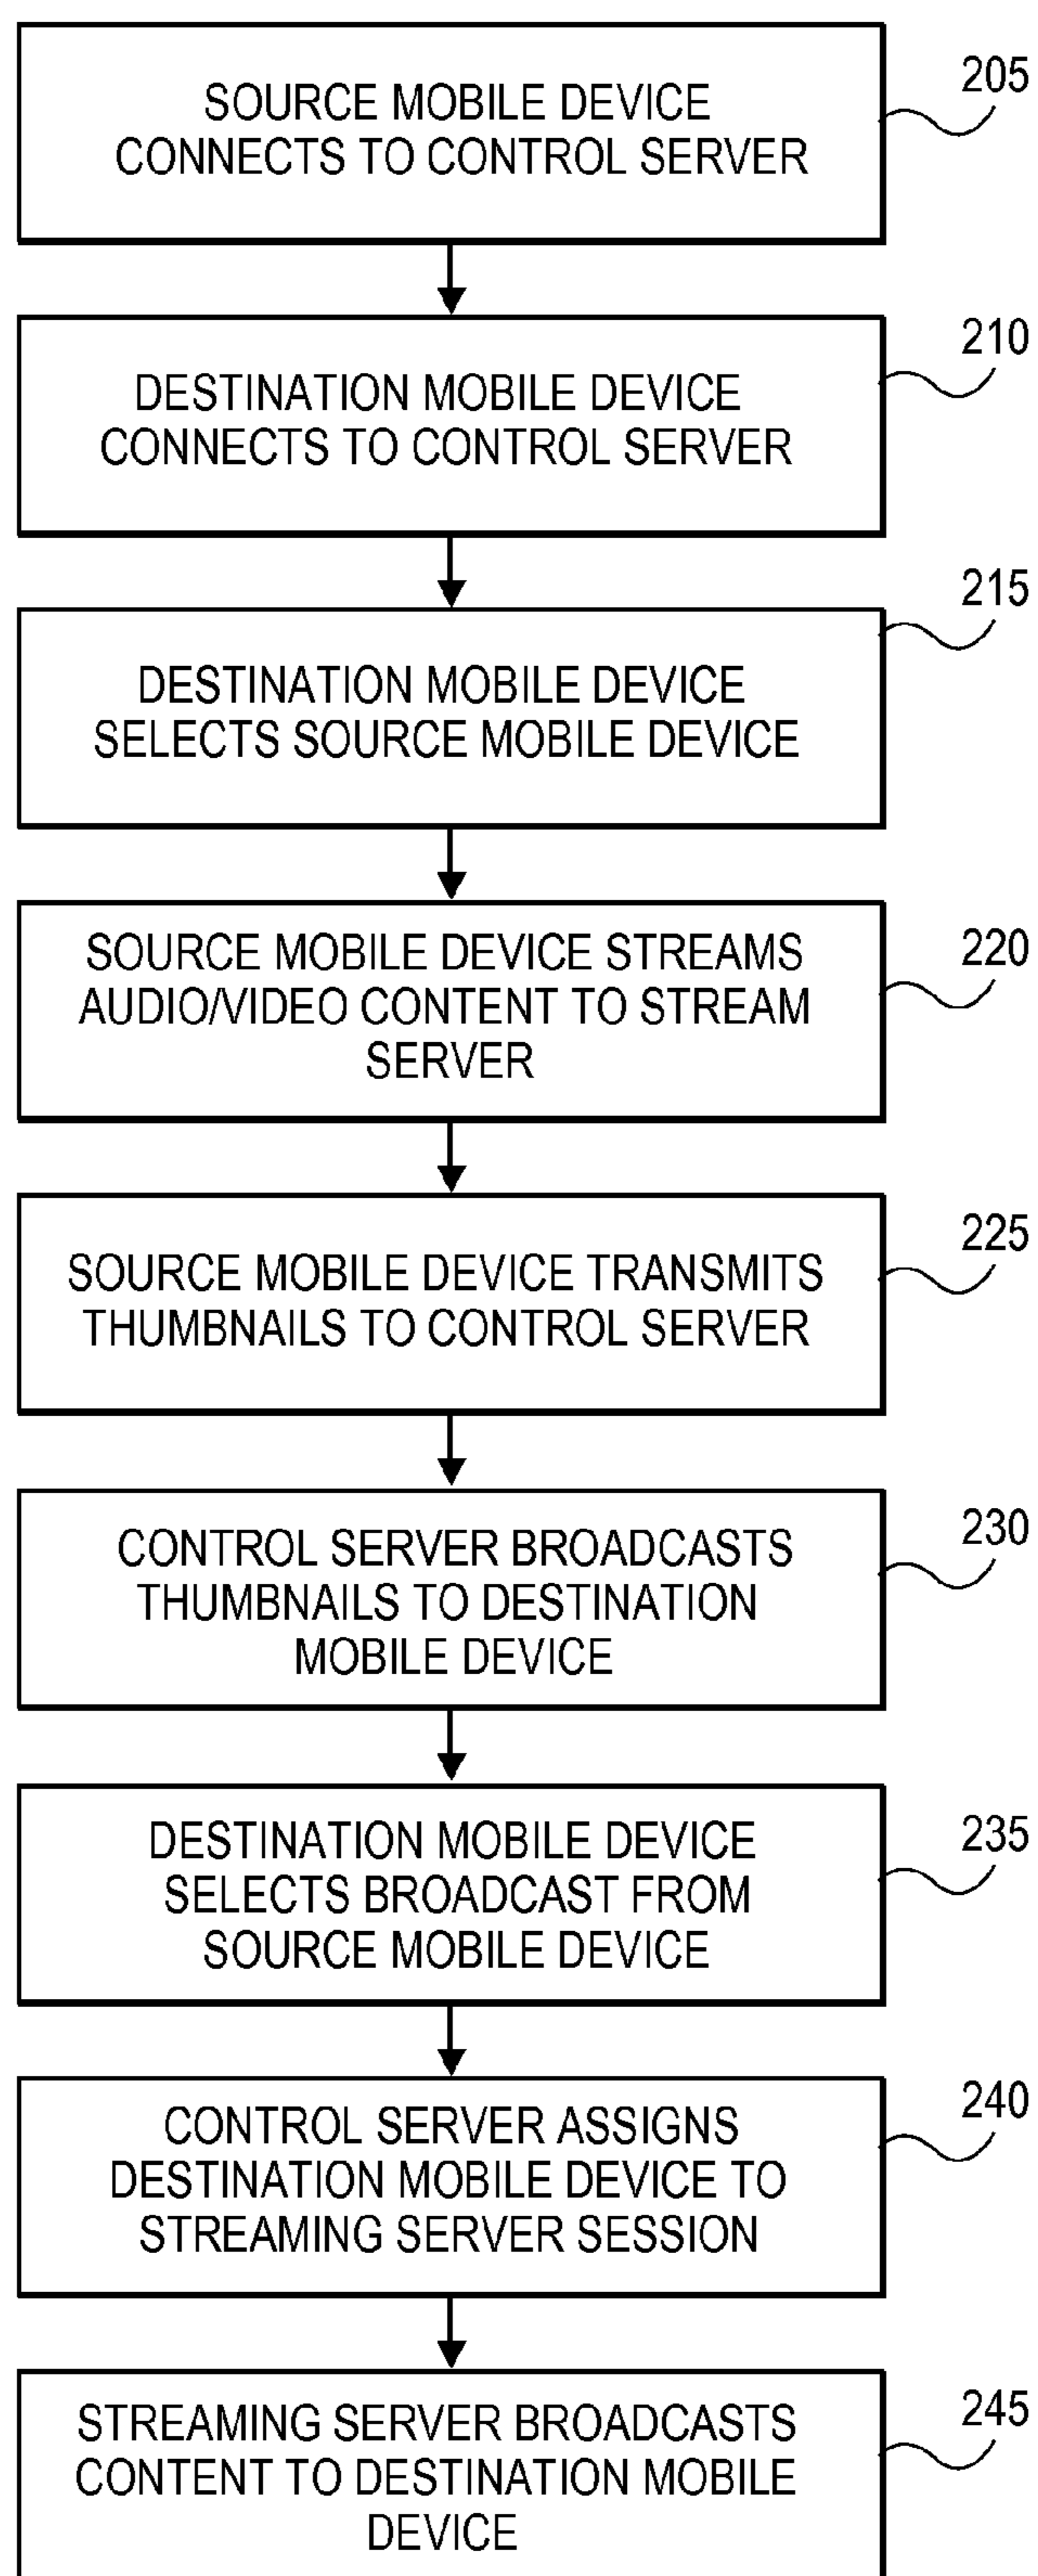 SOURCE MOBILE DEVICE
CONNECTS TO CONTROL SERVER
205
DESTINATION MOBILE DEVICE
CONNECTS TO CONTROL SERVER
210
DESTINATION MOBILE DEVICE
SELECTS SOURCE MOBILE DEVICE
215
SOURCE MOBILE DEVICE STREAMS
AUDIO/VIDEO CONTENT TO STREAM
SERVER
220
SOURCE MOBILE DEVICE TRANSMITS
THUMBNAILS TO CONTROL SERVER
225
CONTROL SERVER BROADCASTS
THUMBNAILS TO DESTINATION
MOBILE DEVICE
230
DESTINATION MOBILE DEVICE
SELECTS BROADCAST FROM
SOURCE MOBILE DEVICE
235
CONTROL SERVER ASSIGNS
DESTINATION MOBILE DEVICE TO
STREAMING SERVER SESSION
240
STREAMING SERVER BROADCASTS
CONTENT TO DESTINATION MOBILE
DEVICE
245